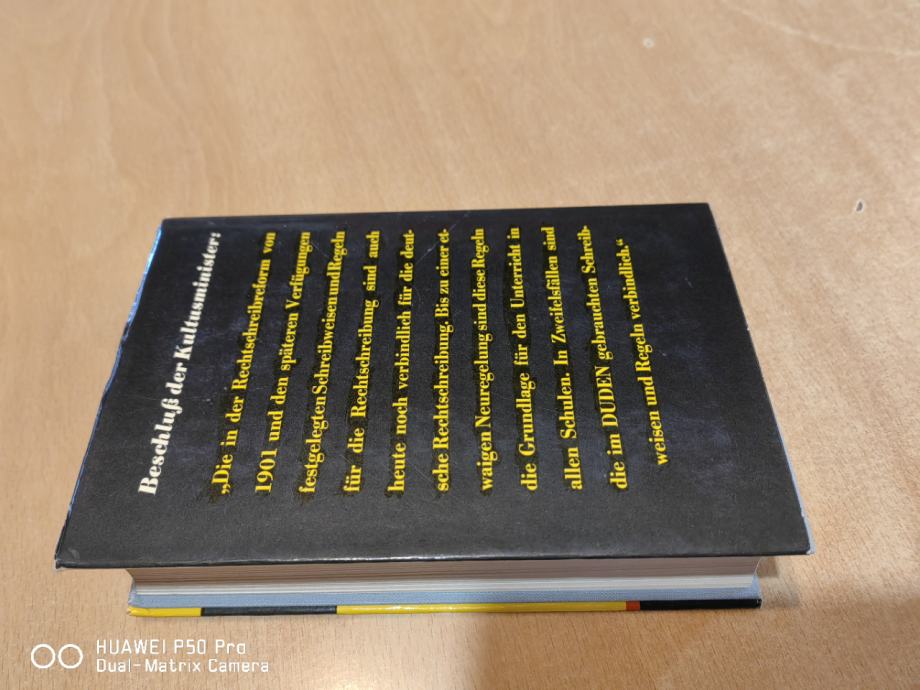 Beschluß der Kultusminister:
„Die in der Rechtschreibreform von
1901 und den späteren Verfügungen
festgelegten Schreibweisen und Regeln
für die Rechtschreibung sind auch
heute noch verbindlich für die deut-
sche Rechtschreibung. Bis zu einer et-
waigen Neuregelung sind diese Regeln
die Grundlage für den Unterricht in
allen Schulen. In Zweifelsfällen sind
die im DUDEN gebrauchten Schreib-
weisen und Regeln verbindlich.“
HUAWEI P50 Pro
Dual-Matrix Camera